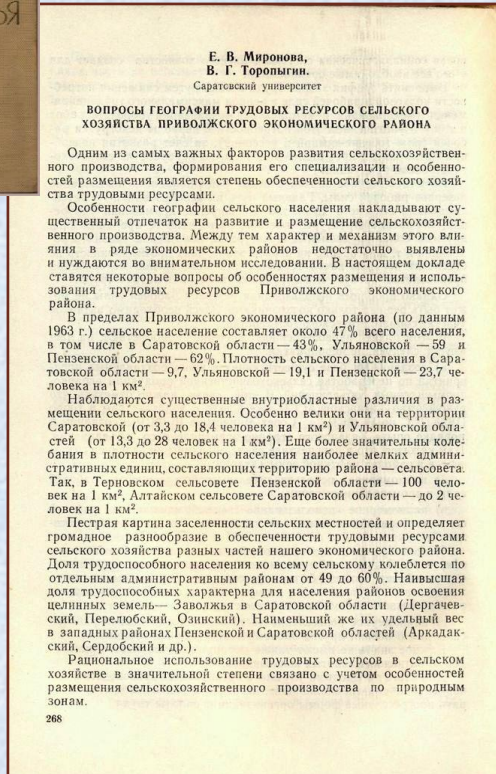 Е. В. Миронова,
В. Г. Торопыгин.
Саратовский университет
ВОПРОСЫ ГЕОГРАФИИ ТРУДОВЫХ РЕСУРСОВ СЕЛЬСКОГО
ХОЗЯЙСТВА ПРИВОЛЖСКОГО ЭКОНОМИЧЕСКОГО РАЙОНА
Одним из самых важных факторов развития сельскохозяйствен-
ного производства, формирования его специализации и особенно-
стей размещения является степень обеспеченности сельского хозяй-
ства трудовыми ресурсами.
Особенности географии сельского населения накладывают су-
щественный отпечаток на развитие и размещение сельскохозяйст-
венного производства. Между тем характер и механизм этого вли-
яния в ряде экономических районов недостаточно выявлены
и нуждаются во внимательном исследовании. В настоящем докладе
ставятся некоторые вопросы об особенностях размещения и исполь-
зования трудовых ресурсов Приволжского экономического
района.
В пределах Приволжского экономического района (по данным
1963 г.) сельское население составляет около 47% всего населения,
в том числе в Саратовской области — 43%, Ульяновской — 59 и
Пензенской области — 62%. Плотность сельского населения в Сара-
товской области — 9,7, Ульяновской — 19,1 и Пензенской — 23,7 че-
ловека на 1 км².
Наблюдаются существенные внутриобластные различия в раз-
мещении сельского населения. Особенно велики они на территории
Саратовской (от 3,3 до 18,4 человека на 1 км²) и Ульяновской обла-
стей (от 13,3 до 28 человек на 1 км²). Еще более значительны коле-
бания в плотности сельского населения наиболее мелких админи-
стративных единиц, составляющих территорию района — сельсовета.
Так, в Терновском сельсовете Пензенской области — 100 чело-
век на 1 км², Алтайском сельсовете Саратовской области — до 2 че-
ловек на 1 км².
Пестрая картина заселенности сельских местностей и определяет
громадное разнообразие в обеспеченности трудовыми ресурсами
сельского хозяйства разных частей нашего экономического района.
Доля трудоспособного населения ко всему сельскому колеблется по
отдельным административным районам от 49 до 60%. Наивысшая
доля трудоспособных характерна для населения районов освоения
целинных земель— Заволжья в Саратовской области (Дергачев-
ский, Перелюбский, Озинский). Наименьший же их удельный вес
в западных районах Пензенской и Саратовской областей (Аркадак-
ский, Сердобский и др.).
Рациональное использование трудовых ресурсов в сельском
хозяйстве в значительной степени связано с учетом особенностей
размещения сельскохозяйственного производства по природным
зонам.
268